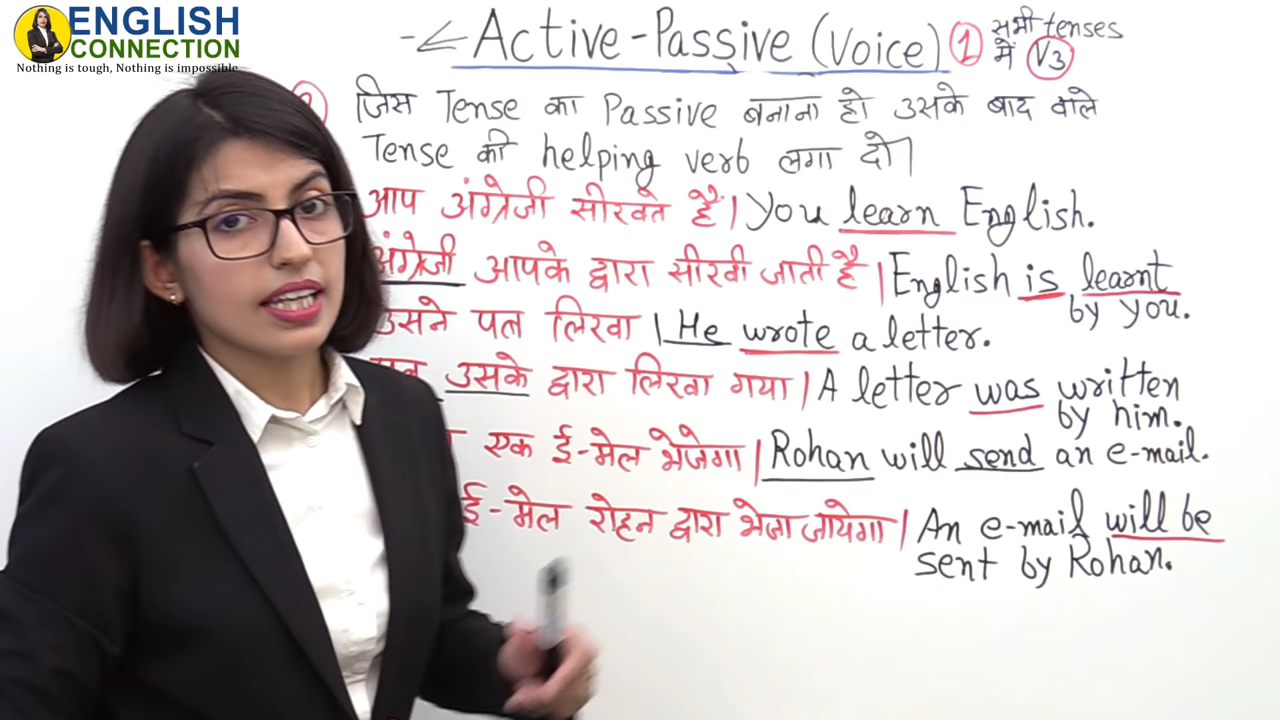 ENGLISH
CONNECTION
Nothing is tough, Nothing is impossible
Active-Passive (Voice) 1 सभी tenses
में V3
जिस Tense का Passive बनाना हो उसके बाद वाले
Tense की helping verb लगा दो।
आप अंग्रेजी सीखते हैं। You learn English.
अंग्रेजी आपके द्वारा सीखी जाती है। English is learnt
by you.
उसने पत्र लिखा। He wrote a letter.
उसके द्वारा लिखा गया। A letter was written
by him.
एक ई-मेल भेजेगा। Rohan will send an e-mail.
ई-मेल रोहन द्वारा भेजा जायेगा। An e-mail will be
sent by Rohan.